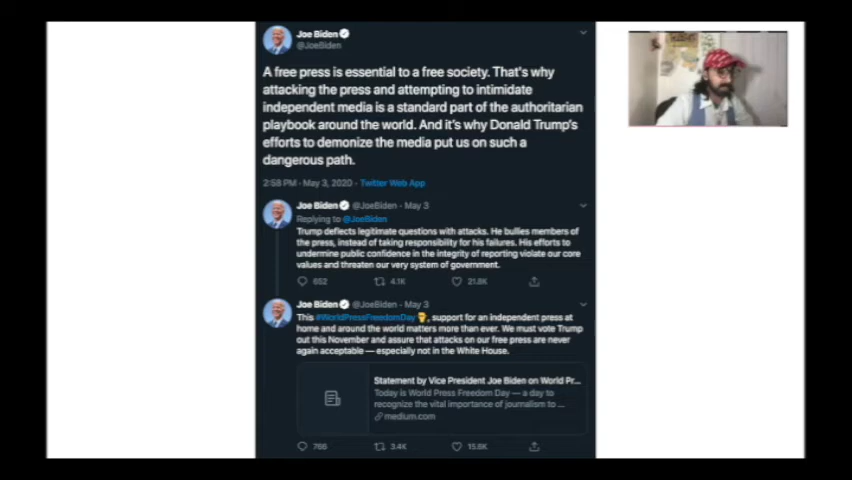 Joe Biden
@JoeBiden
A free press is essential to a free society. That's why
attacking the press and attempting to intimidate
independent media is a standard part of the authoritarian
playbook around the world. And it's why Donald Trump's
efforts to demonize the media put us on such a
dangerous path.
2:58 PM · May 3, 2020 · Twitter Web App
Joe Biden @JoeBiden · May 3
Replying to @JoeBiden
Trump deflects legitimate questions with attacks. He bullies members of
the press, instead of taking responsibility for his failures. His efforts to
undermine public confidence in the integrity of reporting violate our core
values and threaten our very system of government.
652 4.1K 21.8K
Joe Biden @JoeBiden · May 3
This #WorldPressFreedomDay, support for an independent press at
home and around the world matters more than ever. We must vote Trump
out this November and assure that attacks on our free press are never
again acceptable — especially not in the White House.
Statement by Vice President Joe Biden on World Pr...
Today is World Press Freedom Day — a day to
recognize the vital importance of journalism to ...
medium.com
766 3.4K 15.8K